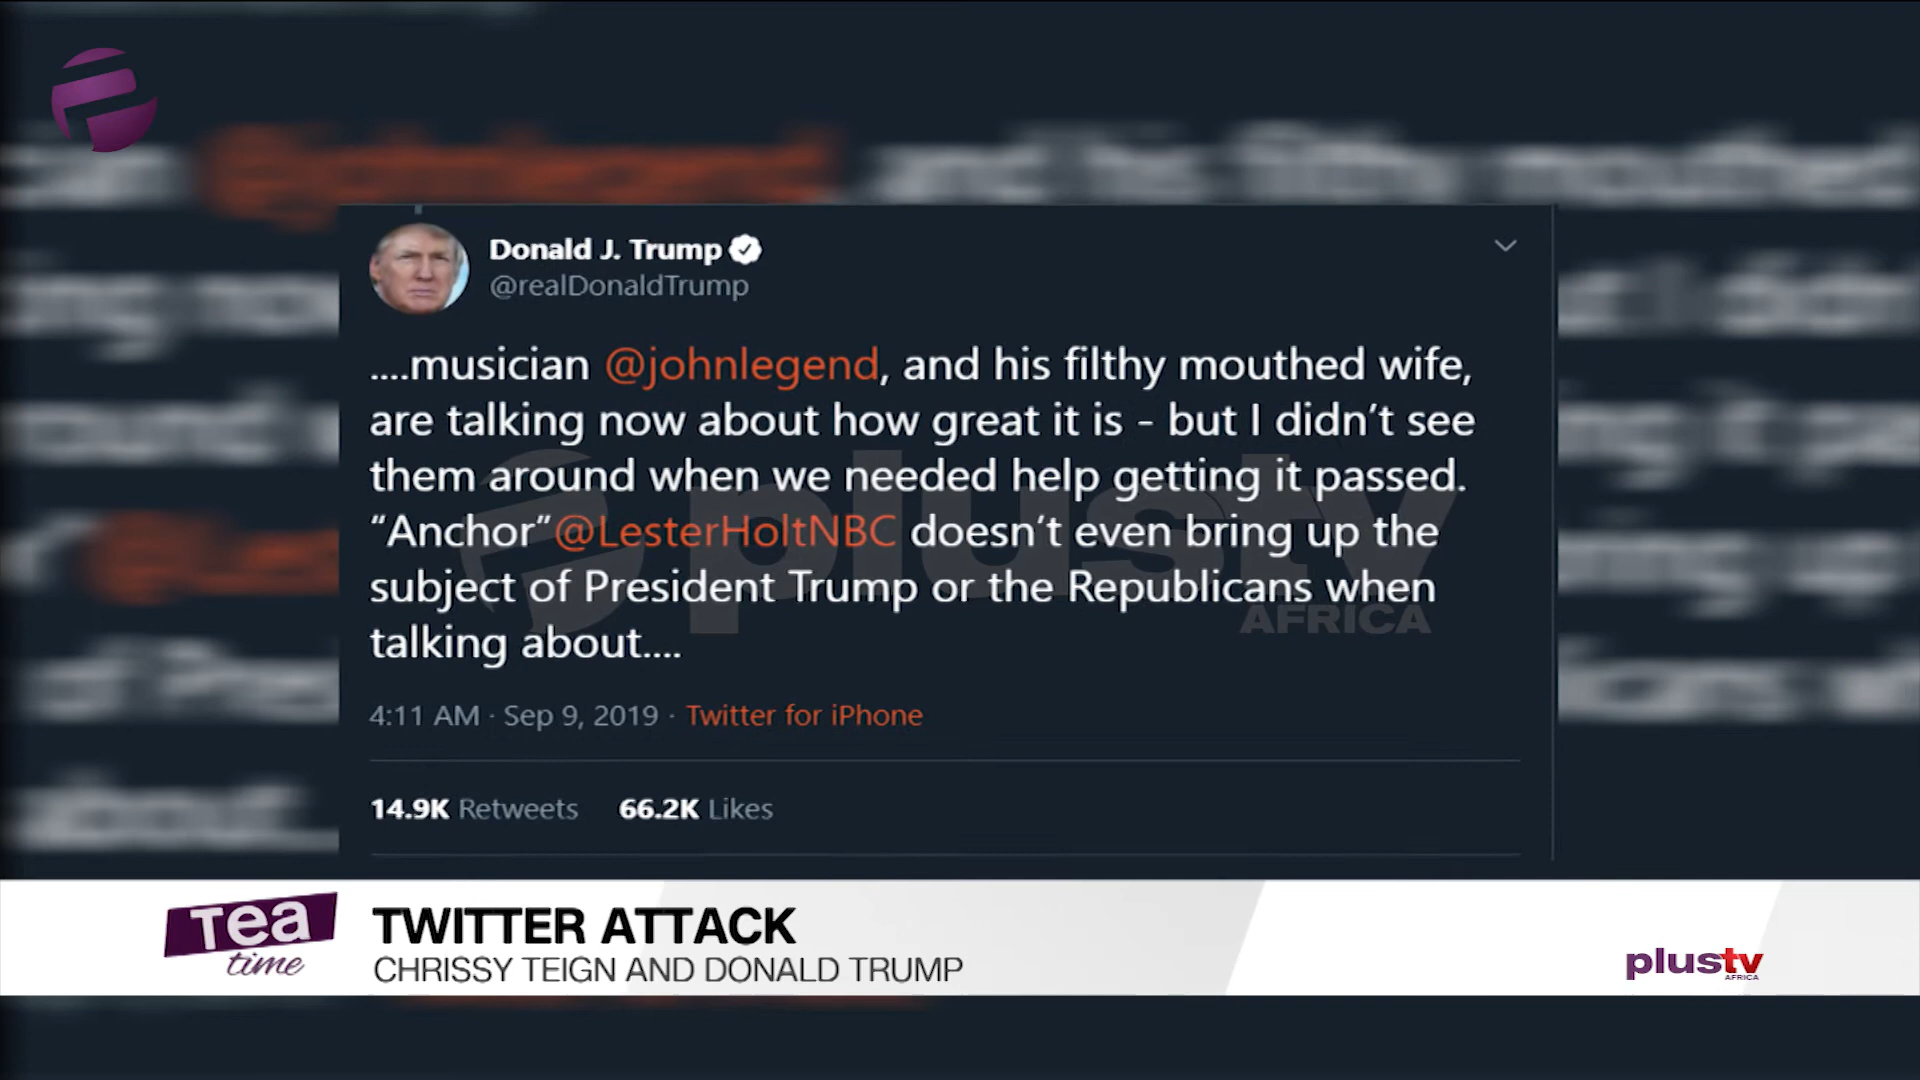 Donald J. Trump
@realDonaldTrump
....musician @johnlegend, and his filthy mouthed wife,
are talking now about how great it is - but I didn't see
them around when we needed help getting it passed.
“Anchor”@LesterHoltNBC doesn't even bring up the
subject of President Trump or the Republicans when
talking about....
plustv
AFRICA
4:11 AM · Sep 9, 2019 · Twitter for iPhone
14.9K Retweets 66.2K Likes
Tea
time
TWITTER ATTACK
CHRISSY TEIGN AND DONALD TRUMP
plustv
AFRICA